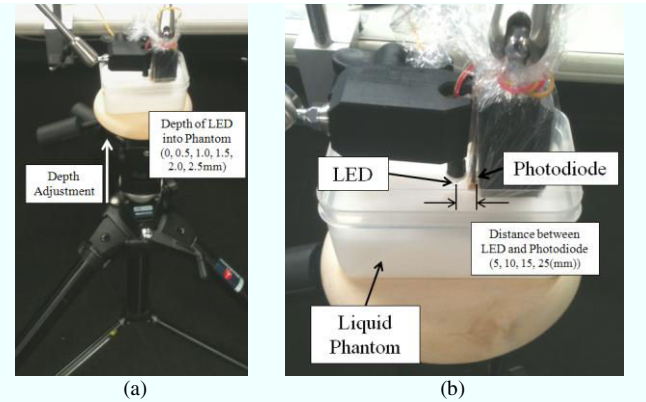 Depth of LED
into Phantom
(0, 0.5, 1.0, 1.5,
2.0, 2.5mm)
Depth
Adjustment
(a)
LED
Photodiode
Distance between
LED and Photodiode
(5, 10, 15, 25(mm))
Liquid
Phantom
(b)